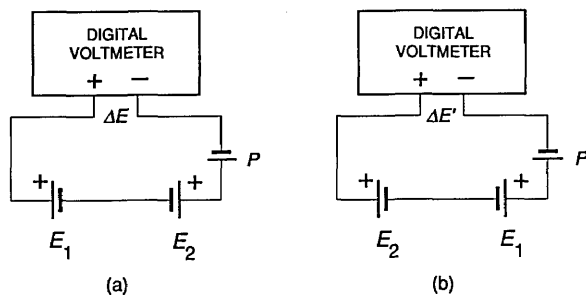 DIGITAL
VOLTMETER
+ −
ΔE
P
+ +
E1 E2
(a)
DIGITAL
VOLTMETER
+ −
ΔE'
P
+ +
E2 E1
(b)